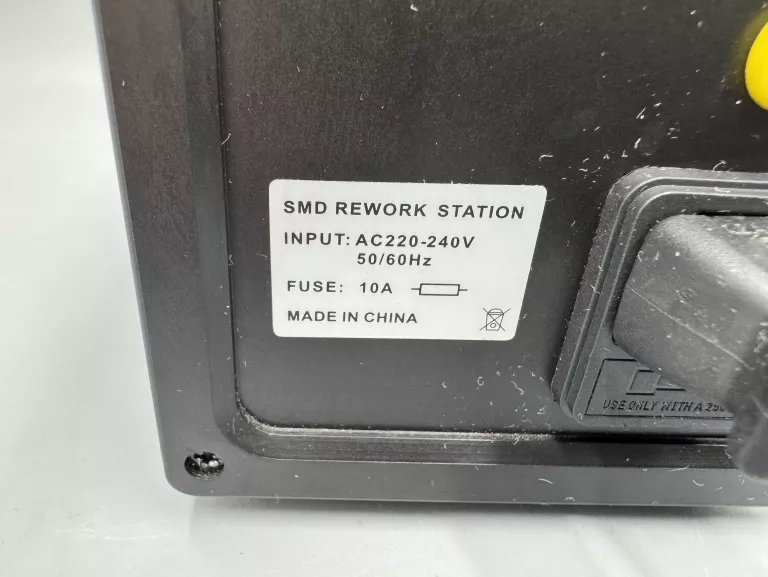 SMD REWORK STATION
INPUT: AC220-240V
50/60Hz
FUSE: 10A
MADE IN CHINA
USE ONLY WITH A 250